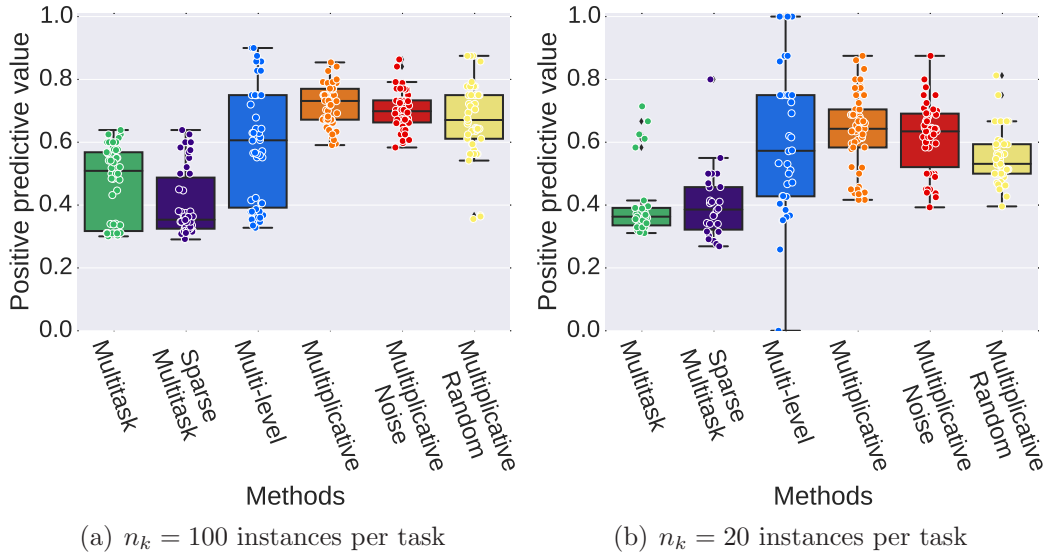 Positive predictive value
1.0
0.8
0.6
0.4
0.2
0.0
Multitask
Sparse
Multitask
Multi-level
Multiplicative
Multiplicative
Noise
Multiplicative
Random
Methods
(a) nₖ = 100 instances per task
Positive predictive value
1.0
0.8
0.6
0.4
0.2
0.0
Multitask
Sparse
Multitask
Multi-level
Multiplicative
Multiplicative
Noise
Multiplicative
Random
Methods
(b) nₖ = 20 instances per task